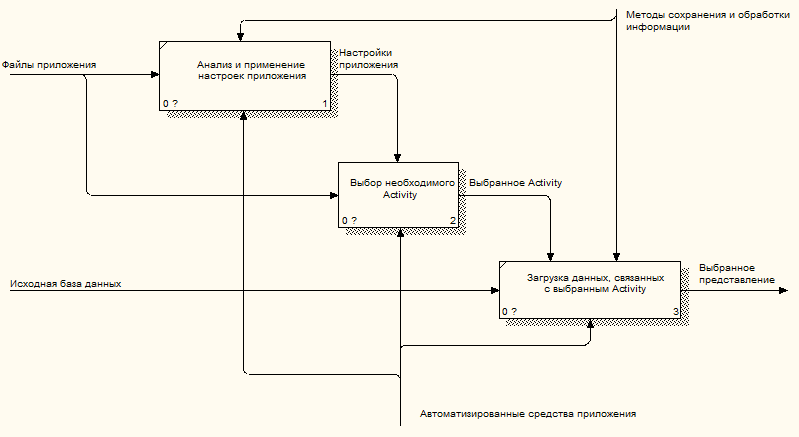 Методы сохранения и обработки
информации
Файлы приложения
Анализ и применение
настроек приложения
0 ?
1
Настройки
приложения
Выбор необходимого
Activity
0 ?
2
Выбранное Activity
Исходная база данных
Загрузка данных, связанных
с выбранным Activity
0 ?
3
Выбранное
представление
Автоматизированные средства приложения